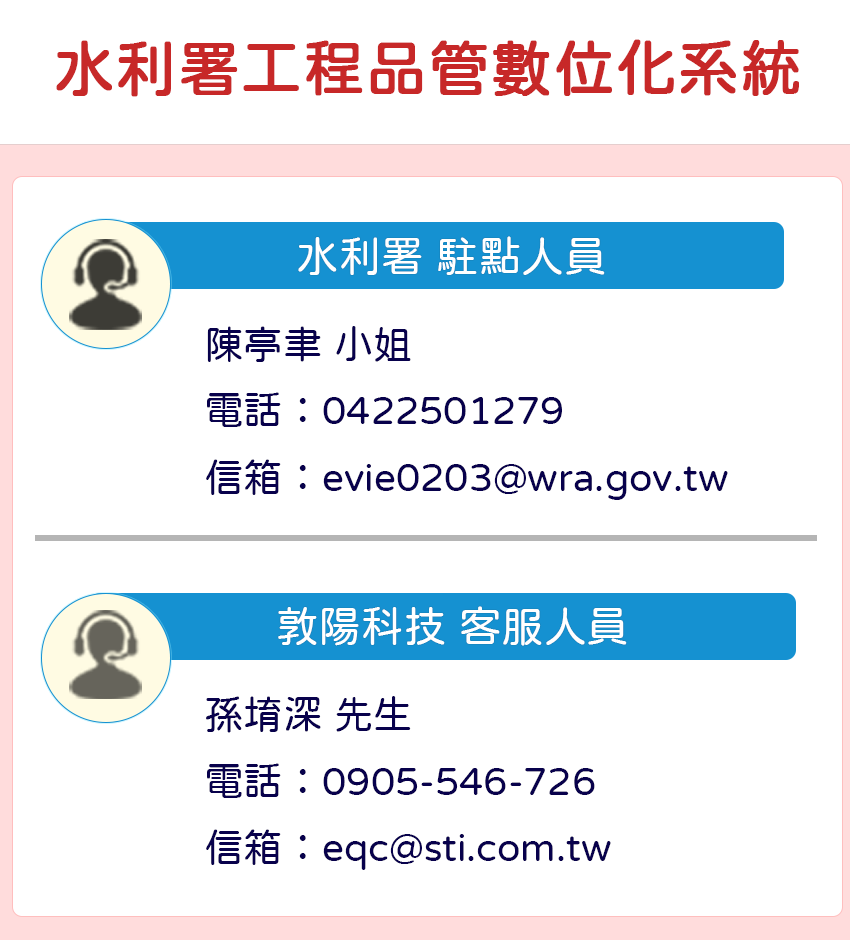 水利署工程品管數位化系統
水利署 駐點人員
陳亭聿 小姐
電話：0422501279
信箱：evie0203@wra.gov.tw
敦陽科技 客服人員
孫堉深 先生
電話：0905-546-726
信箱：eqc@sti.com.tw